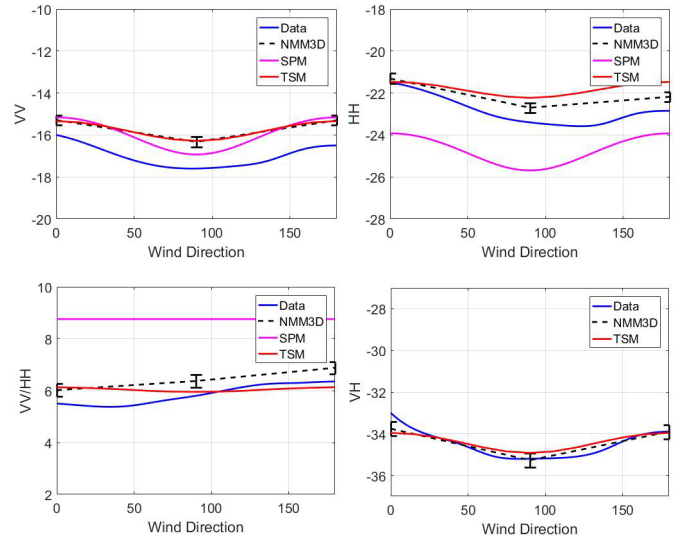 -10
-12
-14
-16
-18
-20
VV
0
50
100
150
Wind Direction
Data
NMM3D
SPM
TSM
-18
-20
-22
-24
-26
-28
HH
0
50
100
150
Wind Direction
Data
NMM3D
SPM
TSM
10
8
6
4
2
VV/HH
0
50
100
150
Wind Direction
Data
NMM3D
SPM
TSM
-28
-30
-32
-34
-36
VH
0
50
100
150
Wind Direction
Data
NMM3D
TSM